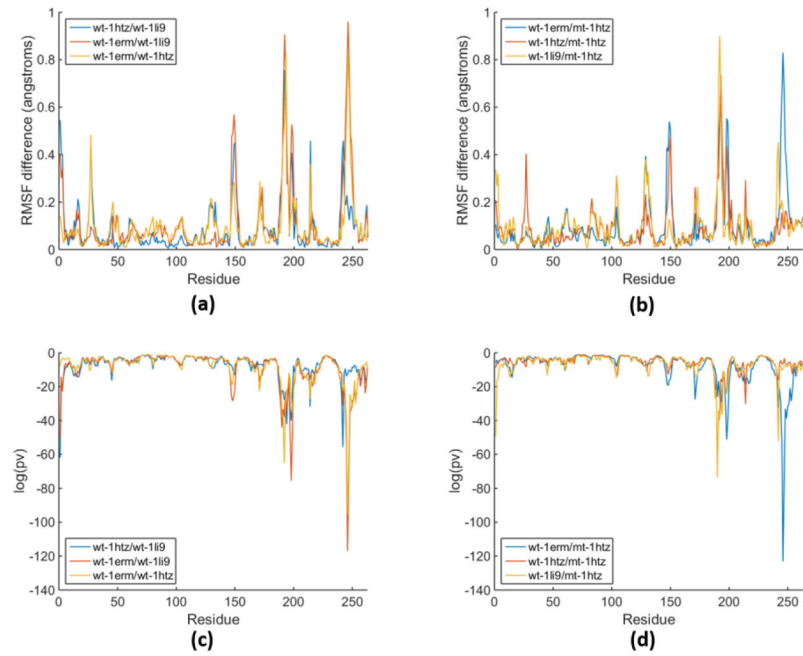 1
0.8
0.6
0.4
0.2
0
RMSF difference (angstroms)
wt-1htz/wt-1li9
wt-1erm/wt-1li9
wt-1erm/wt-1htz
0 50 100 150 200 250
Residue
(a)
1
0.8
0.6
0.4
0.2
0
RMSF difference (angstroms)
wt-1erm/mt-1htz
wt-1htz/mt-1htz
wt-1li9/mt-1htz
0 50 100 150 200 250
Residue
(b)
0
-20
-40
-60
-80
-100
-120
-140
log(pv)
wt-1htz/wt-1li9
wt-1erm/wt-1li9
wt-1erm/wt-1htz
0 50 100 150 200 250
Residue
(c)
0
-20
-40
-60
-80
-100
-120
-140
log(pv)
wt-1erm/mt-1htz
wt-1htz/mt-1htz
wt-1li9/mt-1htz
0 50 100 150 200 250
Residue
(d)